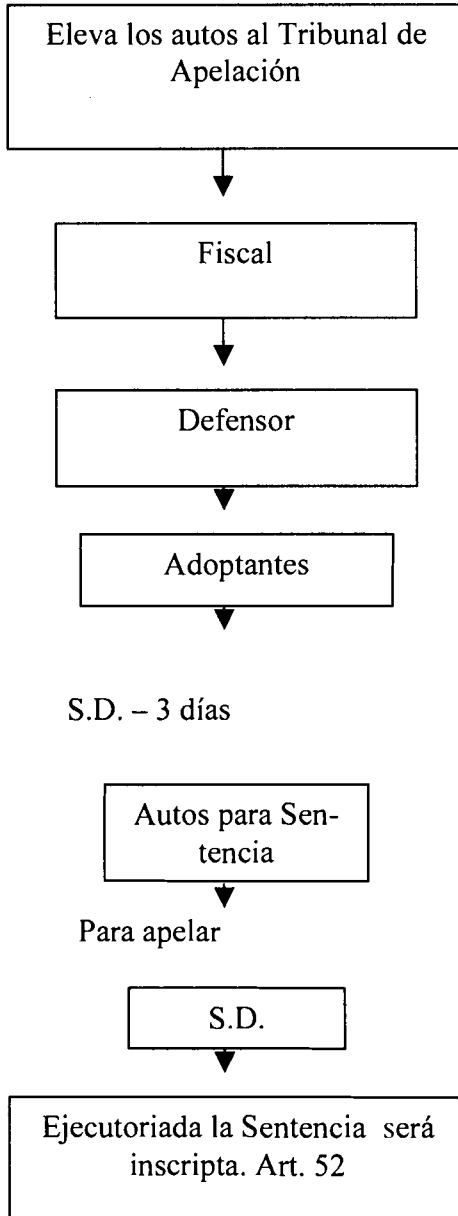 Eleva los autos al Tribunal de
Apelación
Fiscal
Defensor
Adoptantes
S.D. – 3 días
Autos para Sen-
tencia
Para apelar
S.D.
Ejecutoriada la Sentencia será
inscripta. Art. 52